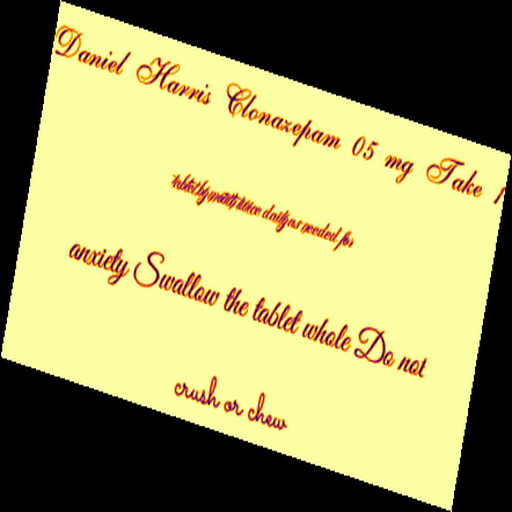 Daniel Harris Clonazepam 05 mg Take 1
tablet by mouth twice daily as needed for
anxiety Swallow the tablet whole Do not
crush or chew